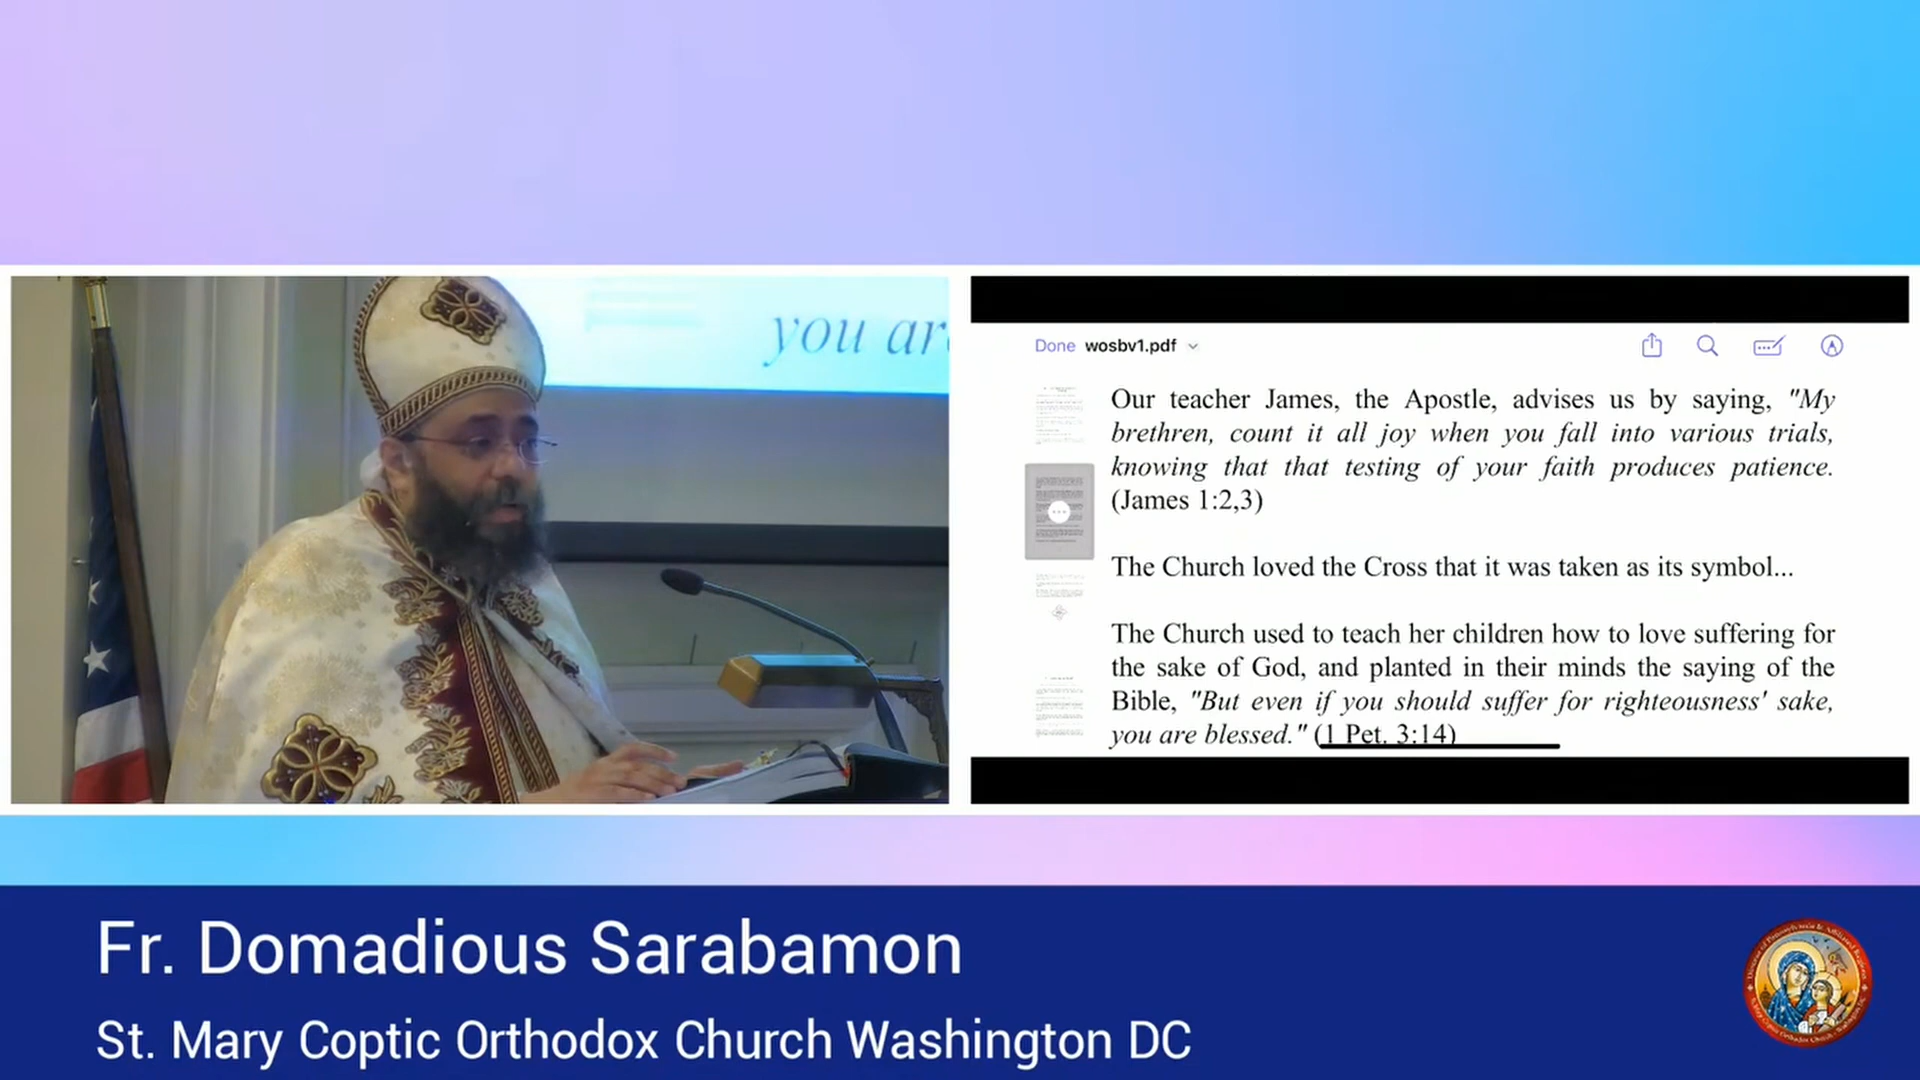 you are
Done wosbv1.pdf
Our teacher James, the Apostle, advises us by saying, "My
brethren, count it all joy when you fall into various trials,
knowing that that testing of your faith produces patience.
(James 1:2,3)
The Church loved the Cross that it was taken as its symbol...
The Church used to teach her children how to love suffering for
the sake of God, and planted in their minds the saying of the
Bible, "But even if you should suffer for righteousness' sake,
you are blessed." (1 Pet. 3:14)
Fr. Domadious Sarabamon
St. Mary Coptic Orthodox Church Washington DC